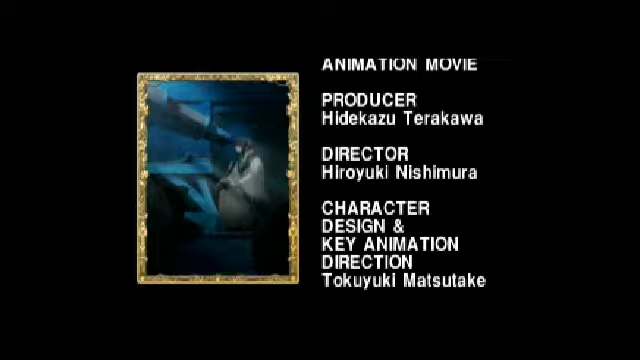 ANIMATION MOVIE
PRODUCER
Hidekazu Terakawa
DIRECTOR
Hiroyuki Nishimura
CHARACTER
DESIGN &
KEY ANIMATION
DIRECTION
Tokuyuki Matsutake